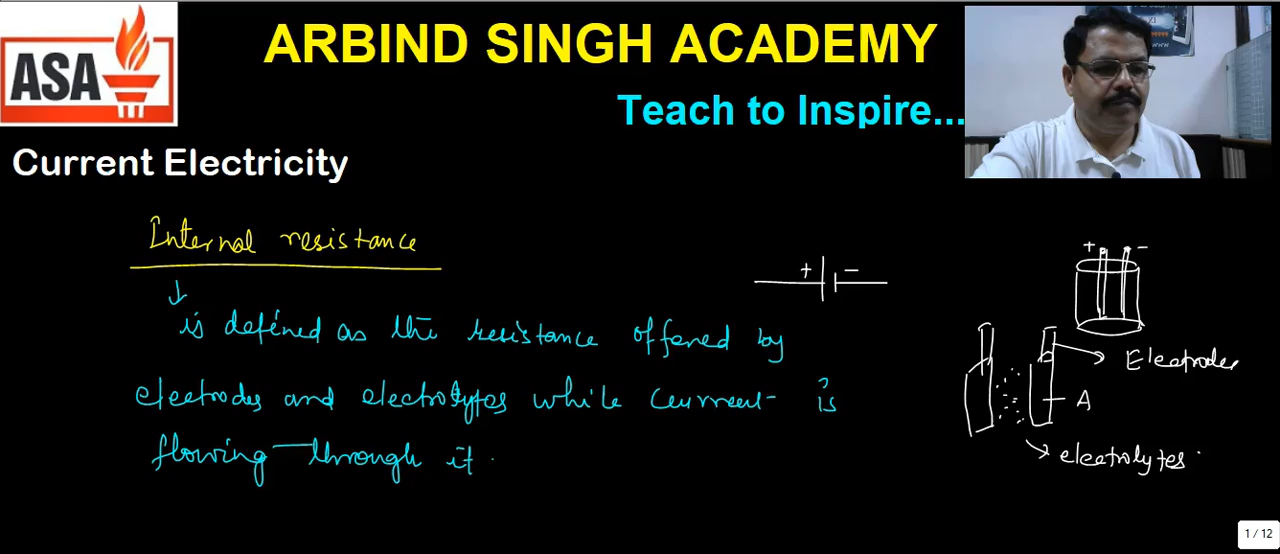 ASA
ARBIND SINGH ACADEMY
Teach to Inspire...
Current Electricity
Internal resistance
is defined as the resistance offered by
electrodes and electrolytes while current is
flowing through it.
+ −
+ −
Electrodes
A
electrolytes
1 / 12